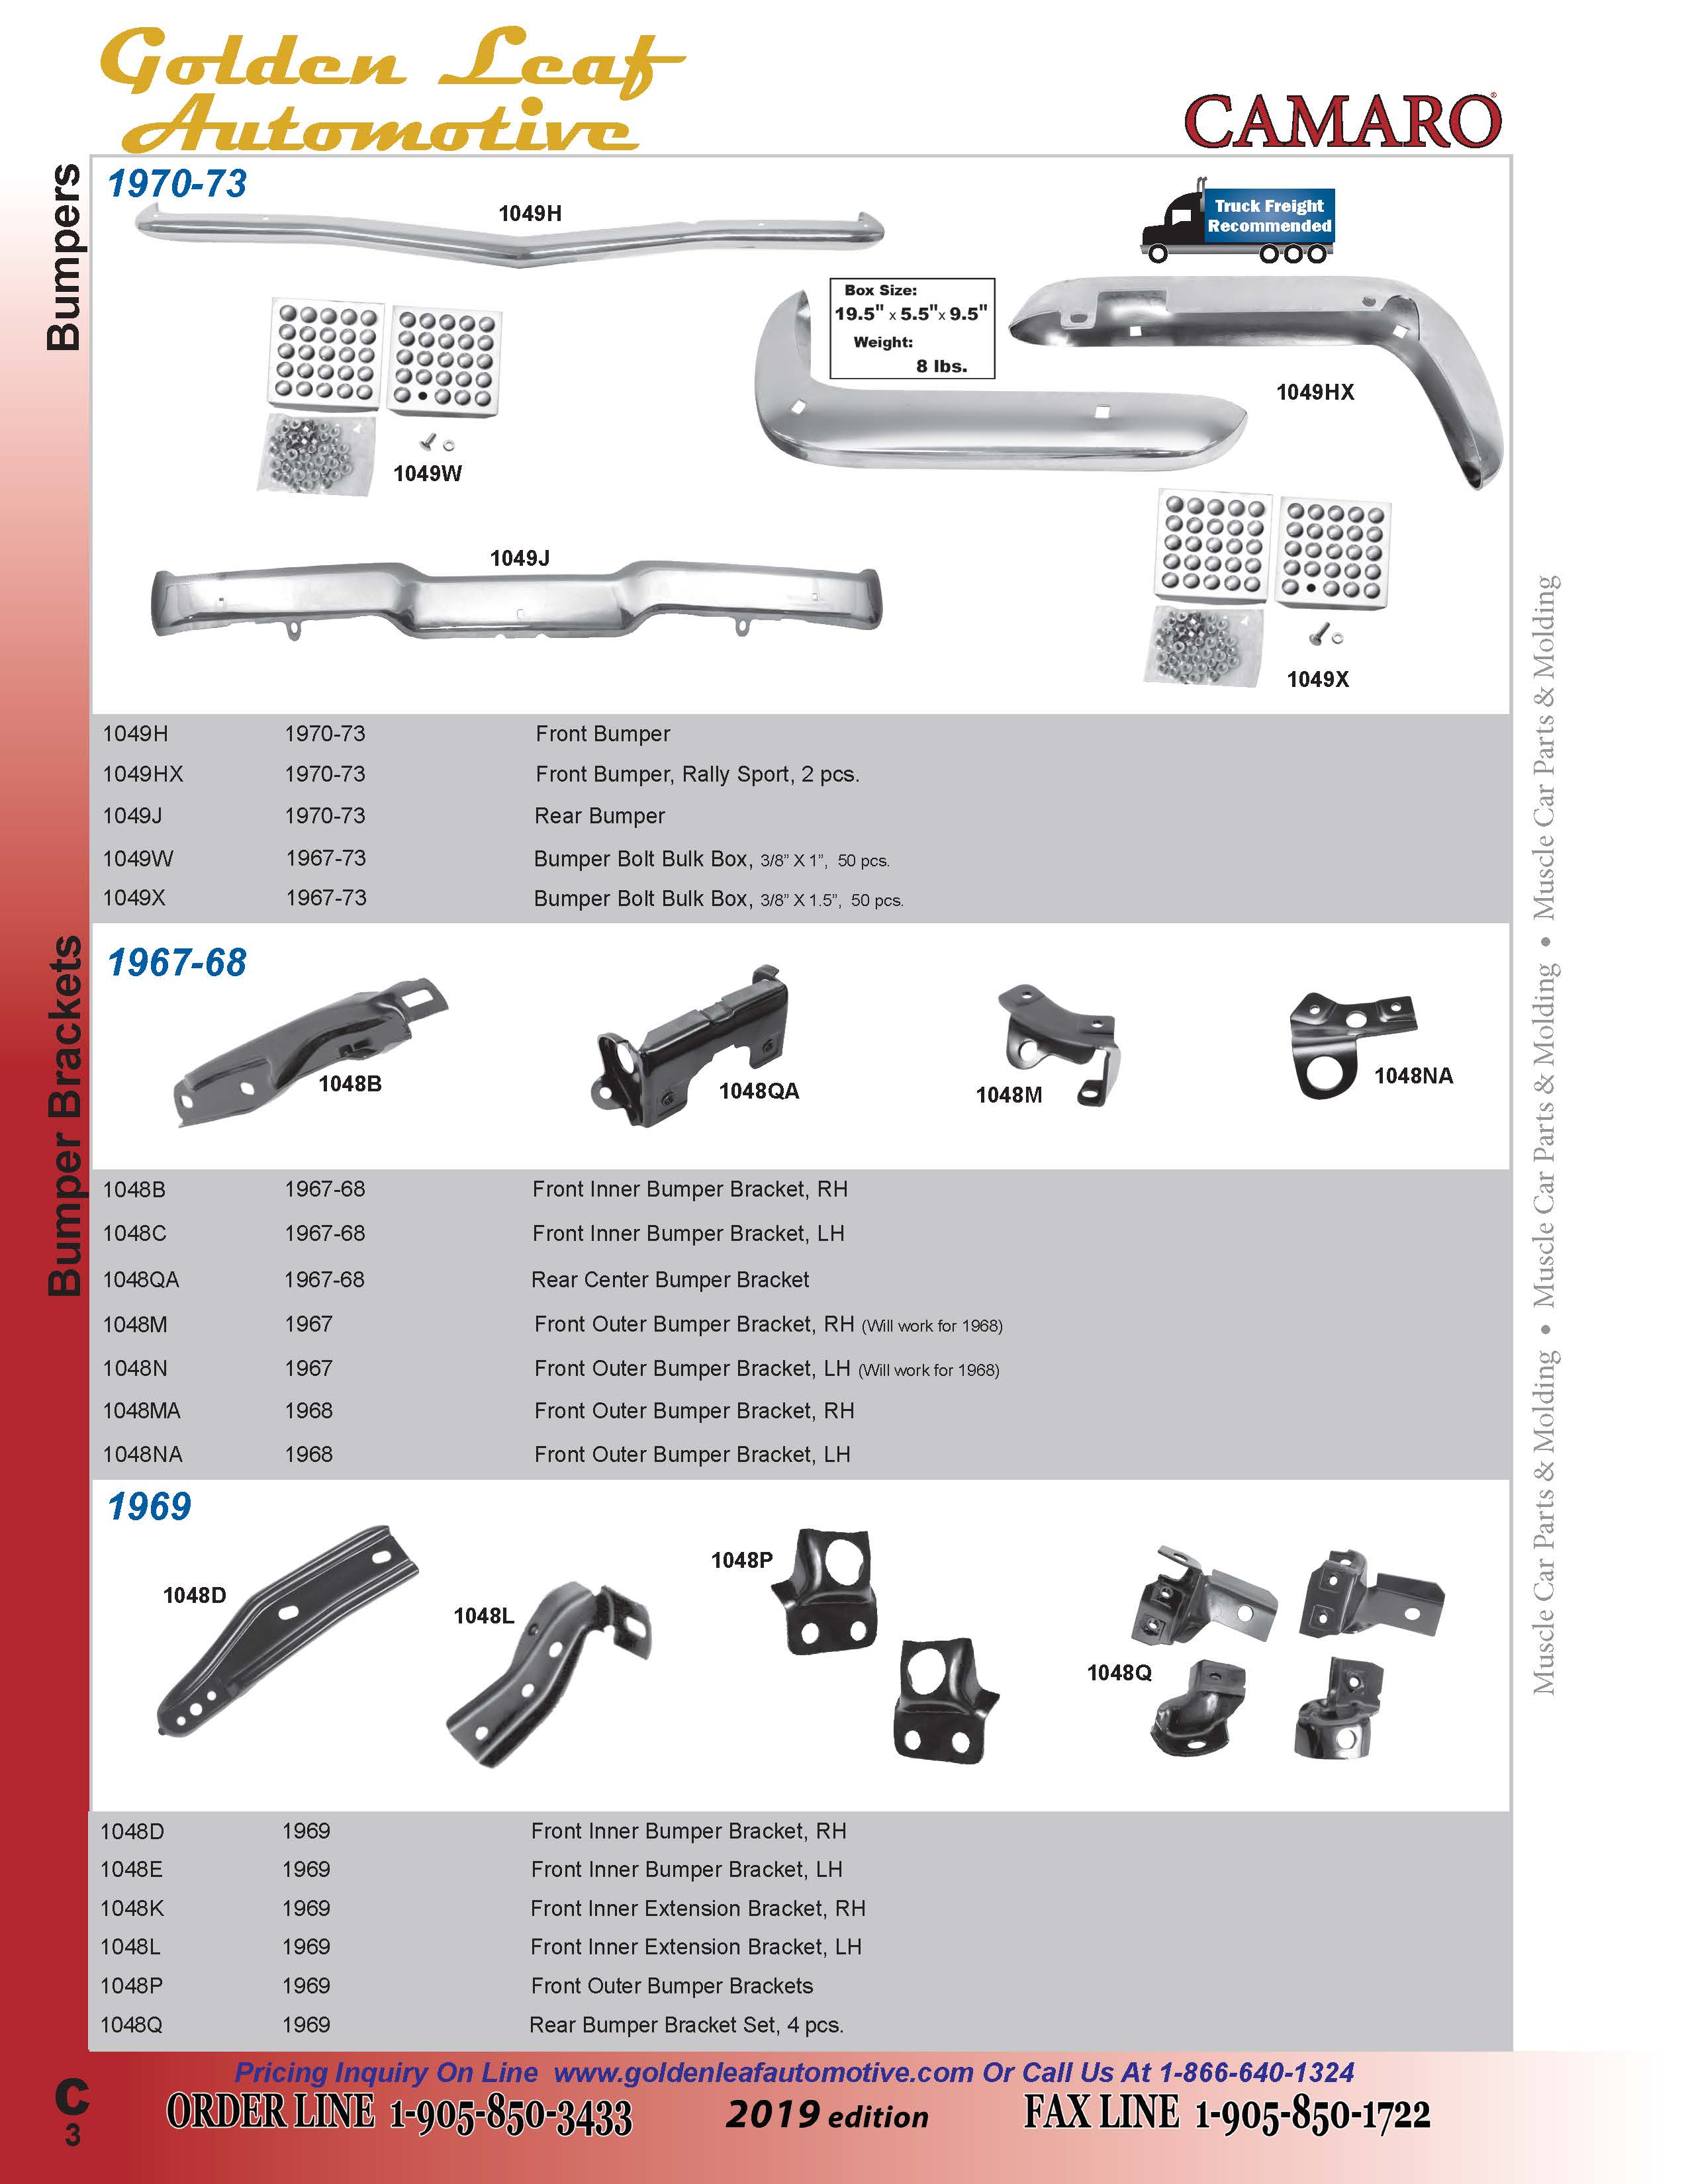 Golden Leaf
Automotive
CAMARO®
Bumpers
1970-73
1049H
Truck Freight
Recommended
Box Size:
19.5" x 5.5"x 9.5"
Weight:
8 lbs.
1049HX
1049W
1049J
1049X
1049H 1970-73 Front Bumper
1049HX 1970-73 Front Bumper, Rally Sport, 2 pcs.
1049J 1970-73 Rear Bumper
1049W 1967-73 Bumper Bolt Bulk Box, 3/8” X 1”, 50 pcs.
1049X 1967-73 Bumper Bolt Bulk Box, 3/8” X 1.5”, 50 pcs.
Bumper Brackets
1967-68
1048B
1048QA
1048M
1048NA
1048B 1967-68 Front Inner Bumper Bracket, RH
1048C 1967-68 Front Inner Bumper Bracket, LH
1048QA 1967-68 Rear Center Bumper Bracket
1048M 1967 Front Outer Bumper Bracket, RH (Will work for 1968)
1048N 1967 Front Outer Bumper Bracket, LH (Will work for 1968)
1048MA 1968 Front Outer Bumper Bracket, RH
1048NA 1968 Front Outer Bumper Bracket, LH
1969
1048D
1048L
1048P
1048Q
1048D 1969 Front Inner Bumper Bracket, RH
1048E 1969 Front Inner Bumper Bracket, LH
1048K 1969 Front Inner Extension Bracket, RH
1048L 1969 Front Inner Extension Bracket, LH
1048P 1969 Front Outer Bumper Brackets
1048Q 1969 Rear Bumper Bracket Set, 4 pcs.
Muscle Car Parts & Molding • Muscle Car Parts & Molding • Muscle Car Parts & Molding
Pricing Inquiry On Line www.goldenleafautomotive.com Or Call Us At 1-866-640-1324
C
3
ORDER LINE 1-905-850-3433 2019 edition FAX LINE 1-905-850-1722